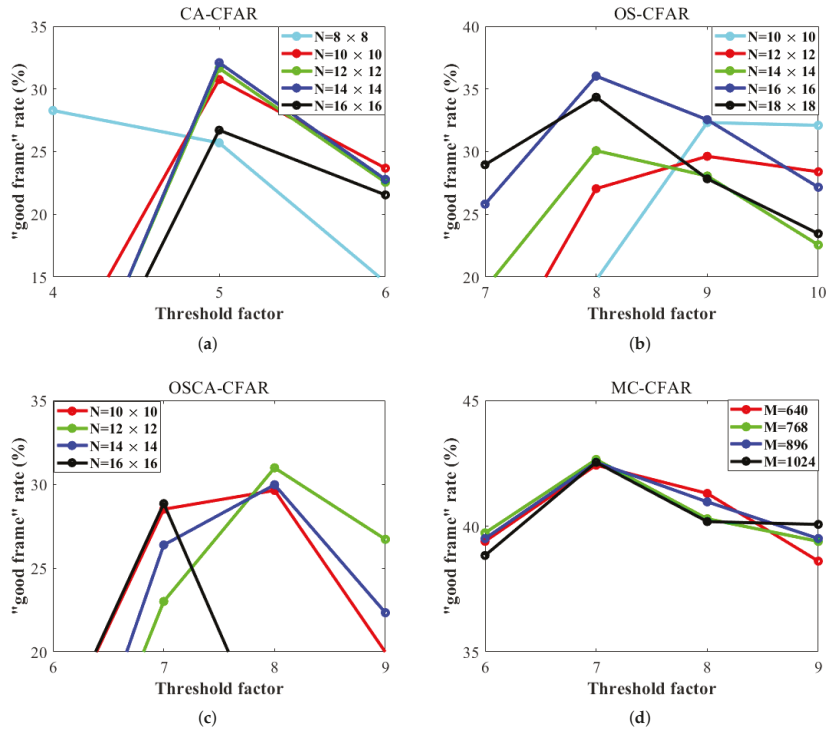 CA-CFAR
35
30
25
20
15
"good frame" rate (%)
N=8 × 8
N=10 × 10
N=12 × 12
N=14 × 14
N=16 × 16
4 5 6
Threshold factor
(a)
OS-CFAR
40
35
30
25
20
"good frame" rate (%)
N=10 × 10
N=12 × 12
N=14 × 14
N=16 × 16
N=18 × 18
7 8 9 10
Threshold factor
(b)
OSCA-CFAR
35
30
25
20
"good frame" rate (%)
N=10 × 10
N=12 × 12
N=14 × 14
N=16 × 16
6 7 8 9
Threshold factor
(c)
MC-CFAR
45
40
35
"good frame" rate (%)
M=640
M=768
M=896
M=1024
6 7 8 9
Threshold factor
(d)